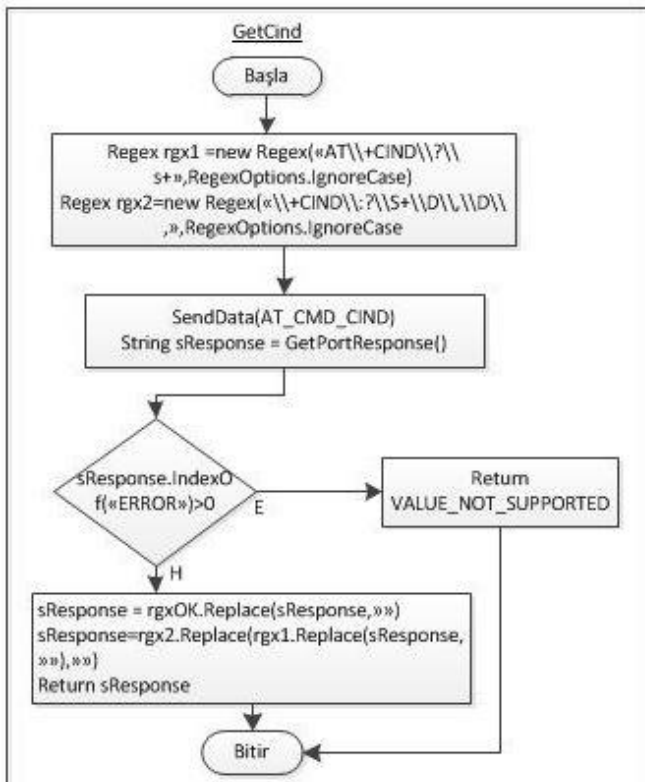 GetCind
Başla
Regex rgx1 =new Regex(«AT\\+CIND\\?\\
s+»,RegexOptions.IgnoreCase)
Regex rgx2=new Regex(«\\+CIND\\:?\\S+\\D\\,\\D\\
,»,RegexOptions.IgnoreCase
SendData(AT_CMD_CIND)
String sResponse = GetPortResponse()
sResponse.IndexO
f(«ERROR»)>0
E
Return
VALUE_NOT_SUPPORTED
H
sResponse = rgxOK.Replace(sResponse,»»)
sResponse=rgx2.Replace(rgx1.Replace(sResponse,
»»),»»)
Return sResponse
Bitir